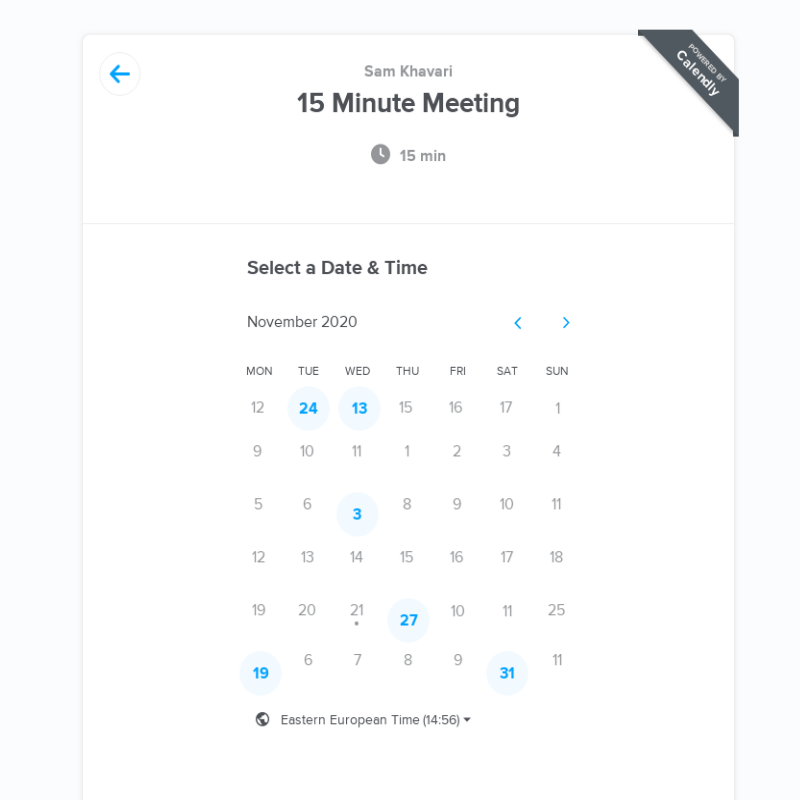 POWERED BY
Calendly
Sam Khavari
15 Minute Meeting
15 min
Select a Date & Time
November 2020
MON TUE WED THU FRI SAT SUN
12 24 13 15 16 17 1
9 10 11 1 2 3 4
5 6 3 8 9 10 11
12 13 14 15 16 17 18
19 20 21 27 10 11 25
19 6 7 8 9 31 11
Eastern European Time (14:56)